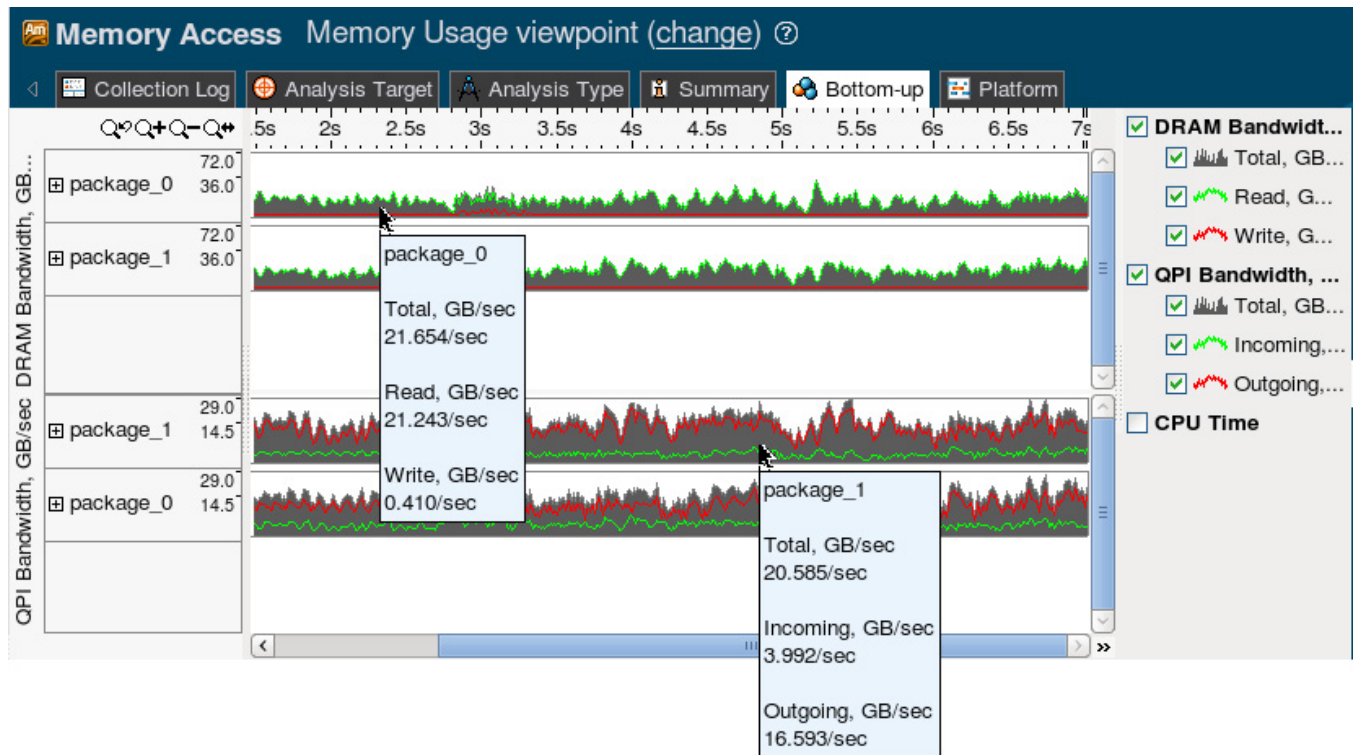 Am Memory Access Memory Usage viewpoint (change) ?
Collection Log Analysis Target Analysis Type Summary Bottom-up Platform
.5s 2s 2.5s 3s 3.5s 4s 4.5s 5s 5.5s 6s 6.5s 7s
DRAM Bandwidth, GB...
package_0
72.0
36.0
package_1
72.0
36.0
QPI Bandwidth, GB/sec
package_1
29.0
14.5
package_0
29.0
14.5
package_0
Total, GB/sec
21.654/sec
Read, GB/sec
21.243/sec
Write, GB/sec
0.410/sec
package_1
Total, GB/sec
20.585/sec
Incoming, GB/sec
3.992/sec
Outgoing, GB/sec
16.593/sec
DRAM Bandwidt...
Total, GB...
Read, G...
Write, G...
QPI Bandwidth, ...
Total, GB...
Incoming,...
Outgoing,...
CPU Time